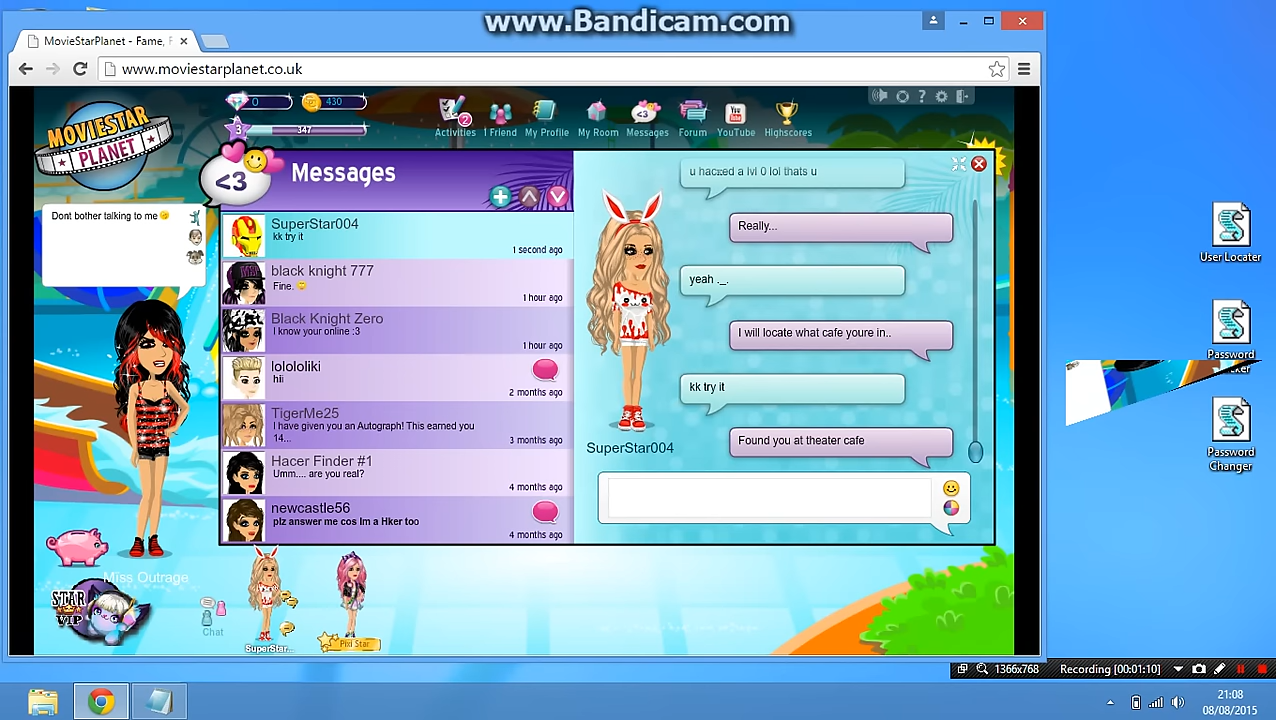 www.Bandicam.com
MovieStarPlanet - Fame, F
www.moviestarplanet.co.uk
MOVIESTAR
PLANET
0
430
3
347
2
<3
Activities
1 Friend
My Profile
My Room
Messages
Forum
You
Tube
YouTube
Highscores
?
<3
Messages
Dont bother talking to me
SuperStar004
kk try it
1 second ago
black knight 777
Fine.
1 hour ago
Black Knight Zero
I know your online :3
1 hour ago
lolololiki
hii
2 months ago
TigerMe25
I have given you an Autograph! This earned you
14...
3 months ago
Hacer Finder #1
Umm.... are you real?
4 months ago
newcastle56
plz answer me cos Im a Hker too
4 months ago
u hacked a lvl 0 lol thats u
Really...
yeah ._.
I will locate what cafe youre in..
kk try it
Found you at theater cafe
SuperStar004
Miss Outrage
STAR
VIP
Chat
SuperStar...
Pixi Star
User Locater
Password
Password
Changer
1366x768
Recording [00:01:10]
21:08
08/08/2015